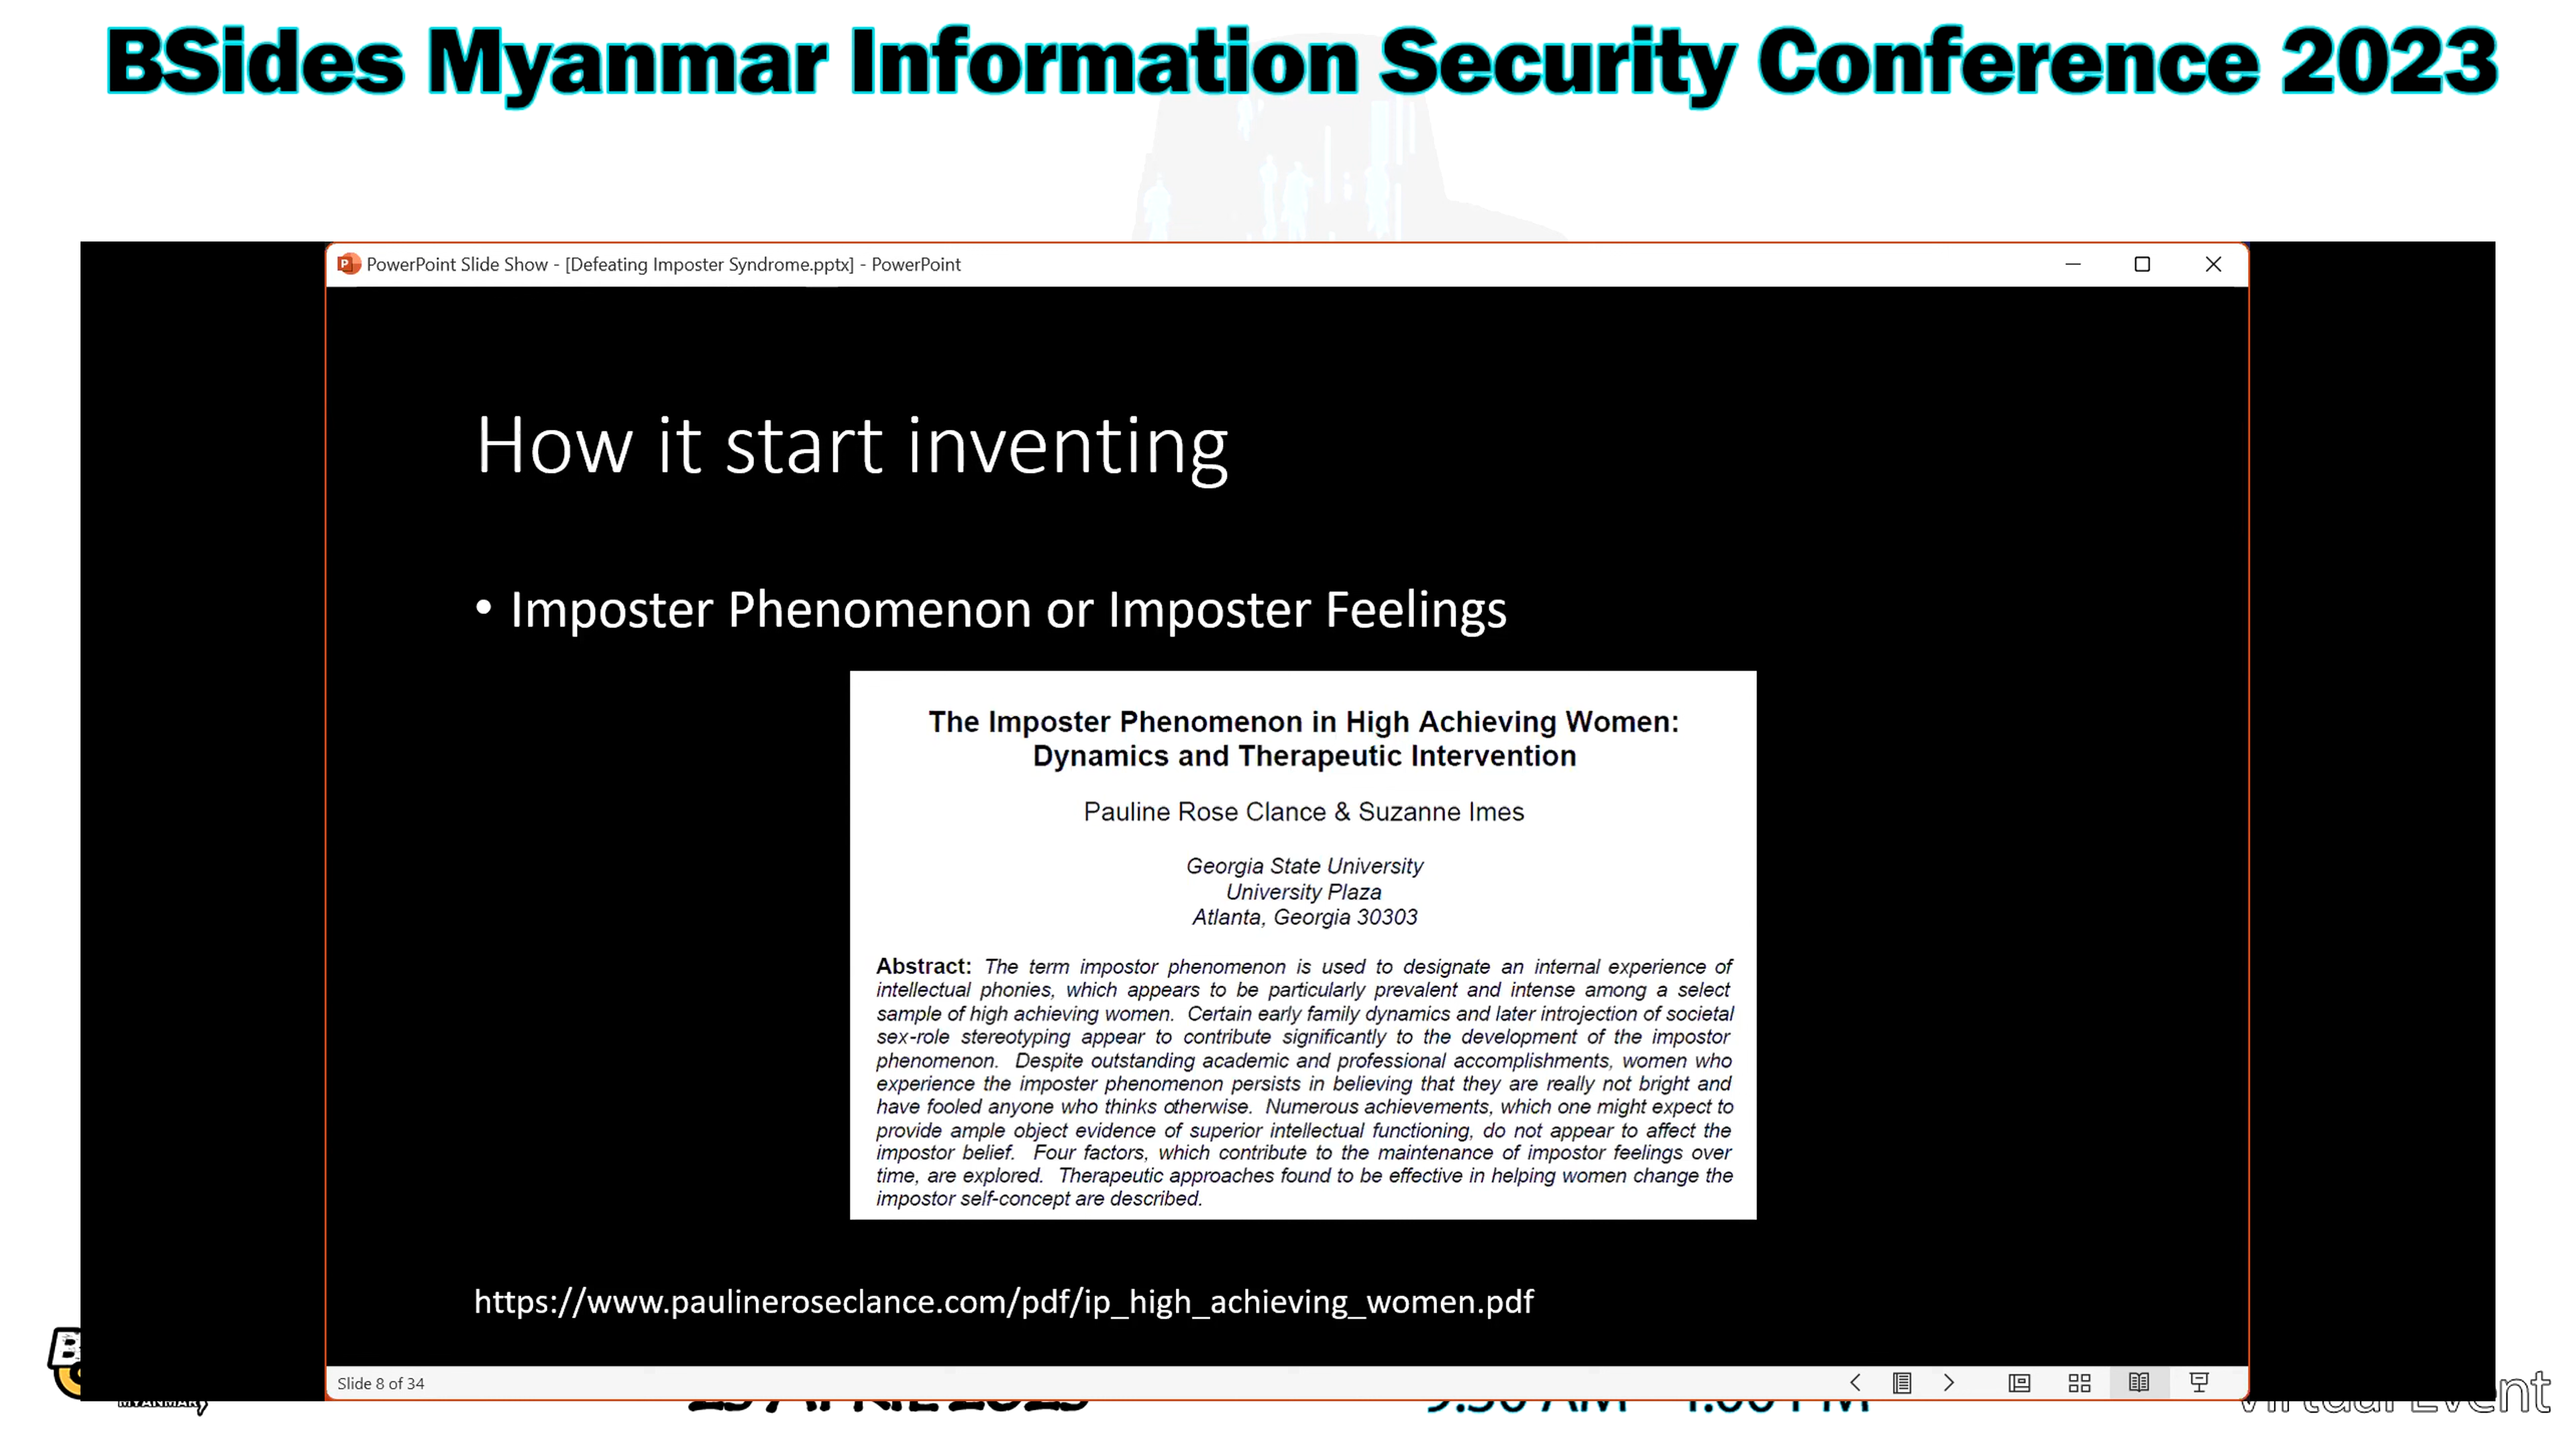 BSides Myanmar Information Security Conference 2023
PowerPoint Slide Show - [Defeating Imposter Syndrome.pptx] - PowerPoint
How it start inventing
• Imposter Phenomenon or Imposter Feelings
The Imposter Phenomenon in High Achieving Women:
Dynamics and Therapeutic Intervention
Pauline Rose Clance & Suzanne Imes
Georgia State University
University Plaza
Atlanta, Georgia 30303
Abstract: The term impostor phenomenon is used to designate an internal experience of
intellectual phonies, which appears to be particularly prevalent and intense among a select
sample of high achieving women. Certain early family dynamics and later introjection of societal
sex-role stereotyping appear to contribute significantly to the development of the impostor
phenomenon. Despite outstanding academic and professional accomplishments, women who
experience the imposter phenomenon persists in believing that they are really not bright and
have fooled anyone who thinks otherwise. Numerous achievements, which one might expect to
provide ample object evidence of superior intellectual functioning, do not appear to affect the
impostor belief. Four factors, which contribute to the maintenance of impostor feelings over
time, are explored. Therapeutic approaches found to be effective in helping women change the
impostor self-concept are described.
https://www.paulineroseclance.com/pdf/ip_high_achieving_women.pdf
Slide 8 of 34
MYANMAR
Virtual Event